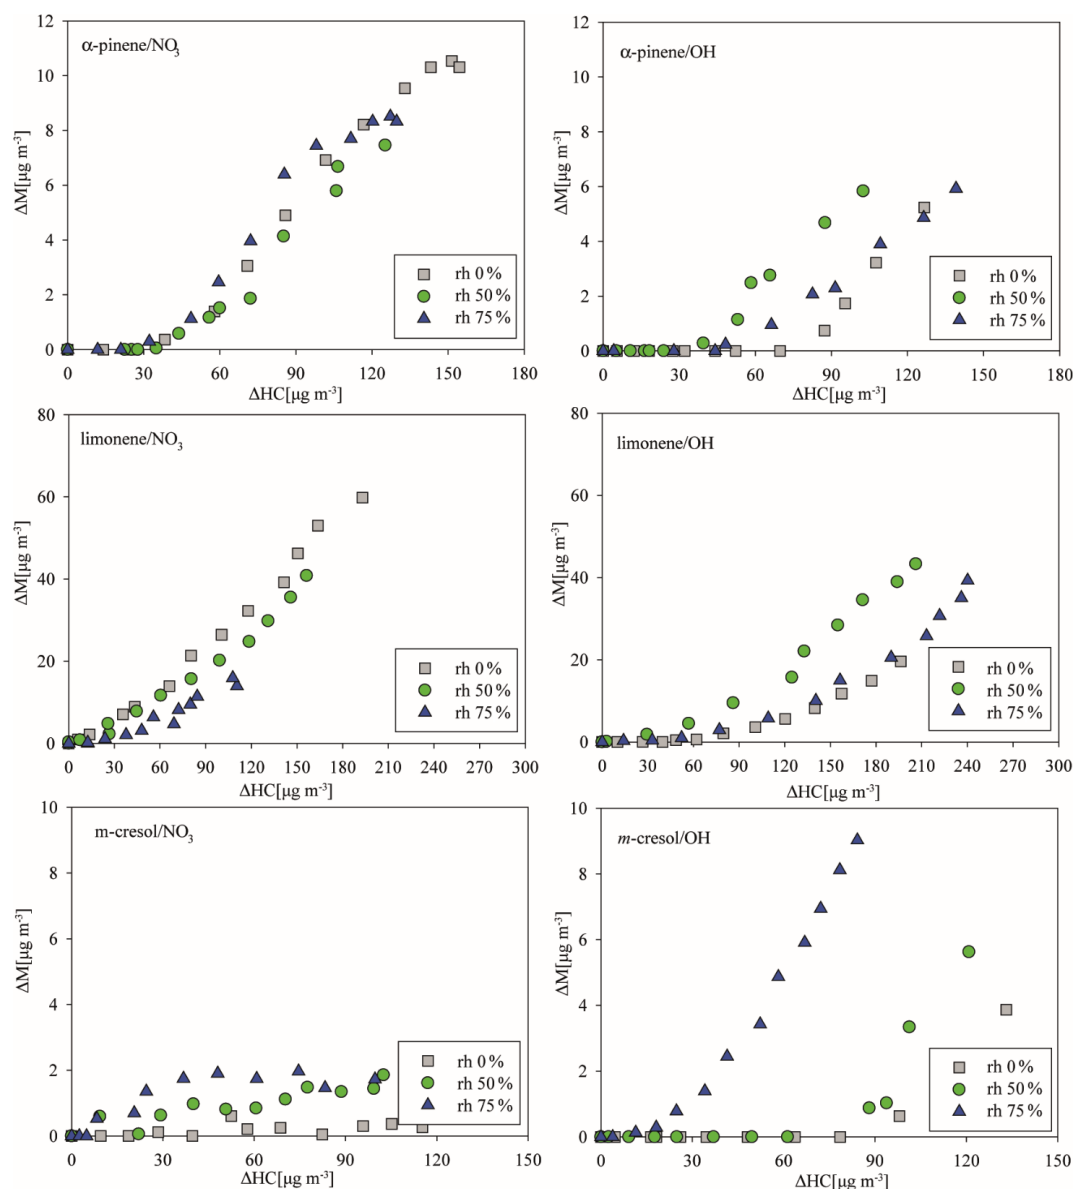 α-pinene/NO3
ΔM[μg m-3]
12
10
8
6
4
2
0
rh 0%
rh 50%
rh 75%
0 30 60 90 120 150 180
ΔHC[μg m-3]
α-pinene/OH
ΔM[μg m-3]
12
10
8
6
4
2
0
rh 0%
rh 50%
rh 75%
0 30 60 90 120 150 180
ΔHC[μg m-3]
limonene/NO3
ΔM[μg m-3]
80
60
40
20
0
rh 0%
rh 50%
rh 75%
0 30 60 90 120 150 180 210 240 270 300
ΔHC[μg m-3]
limonene/OH
ΔM[μg m-3]
80
60
40
20
0
rh 0%
rh 50%
rh 75%
0 30 60 90 120 150 180 210 240 270 300
ΔHC[μg m-3]
m-cresol/NO3
ΔM[μg m-3]
10
8
6
4
2
0
rh 0%
rh 50%
rh 75%
0 30 60 90 120 150
ΔHC[μg m-3]
m-cresol/OH
ΔM[μg m-3]
10
8
6
4
2
0
rh 0%
rh 50%
rh 75%
0 30 60 90 120 150
ΔHC[μg m-3]